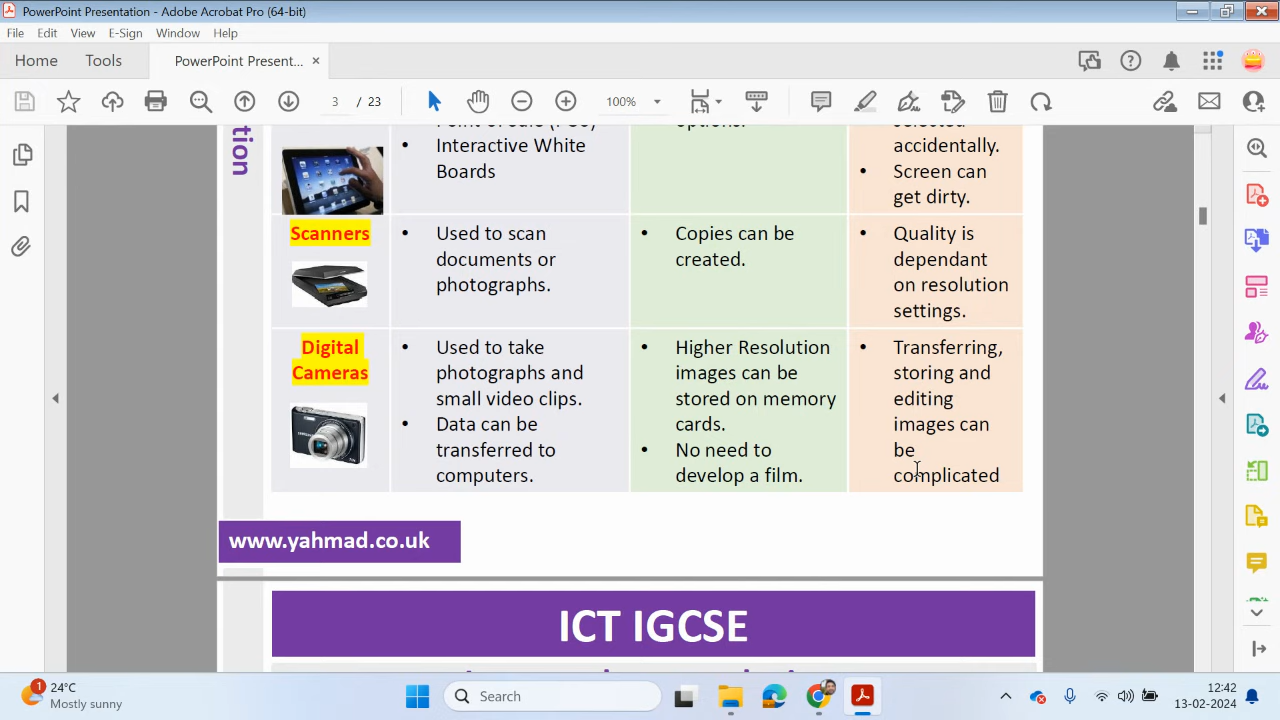 PowerPoint Presentation - Adobe Acrobat Pro (64-bit)
File Edit View E-Sign Window Help
Home Tools PowerPoint Present... ×
3 / 23 100%
tion
options.
Interactive White
Boards
accidentally.
• Screen can
get dirty.
Scanners
• Used to scan
documents or
photographs.
• Copies can be
created.
• Quality is
dependant
on resolution
settings.
Digital
Cameras
• Used to take
photographs and
small video clips.
• Data can be
transferred to
computers.
• Higher Resolution
images can be
stored on memory
cards.
• No need to
develop a film.
• Transferring,
storing and
editing
images can
be
complicated
www.yahmad.co.uk
ICT IGCSE
1
24°C
Mostly sunny
Search
12:42
13-02-2024